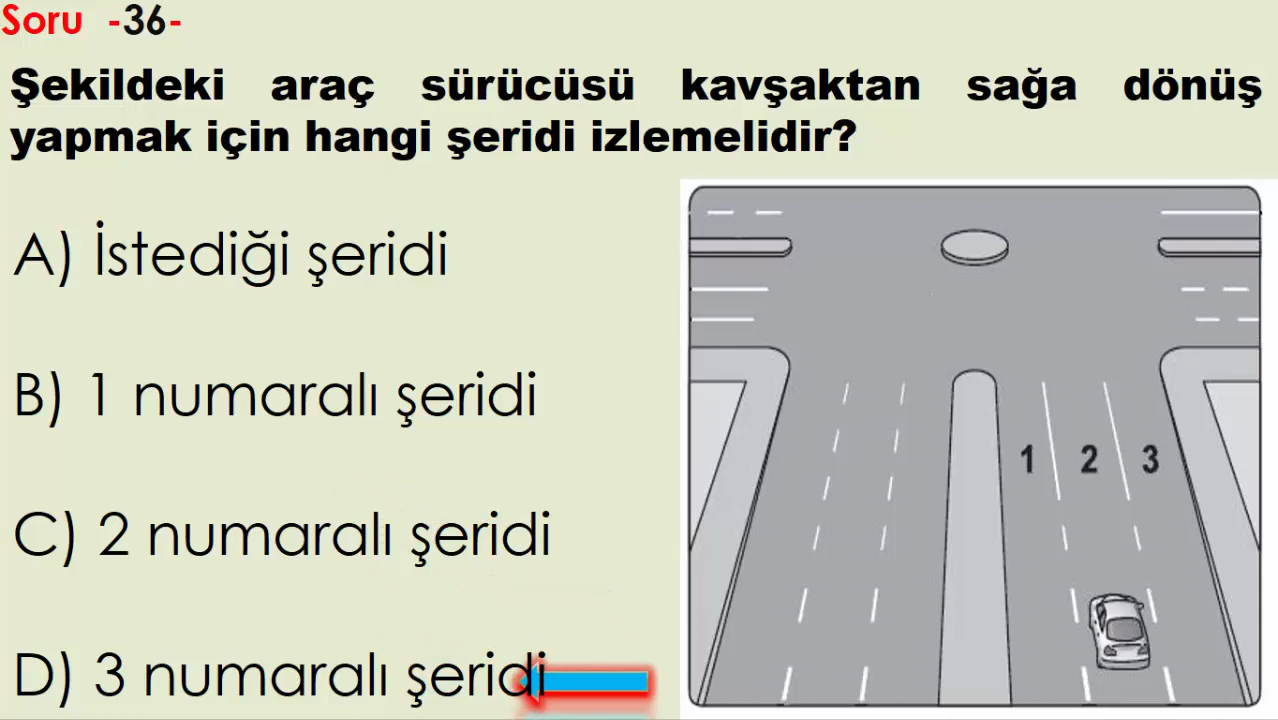 Soru -36-
Şekildeki araç sürücüsü kavşaktan sağa dönüş
yapmak için hangi şeridi izlemelidir?
A) İstediği şeridi
B) 1 numaralı şeridi
C) 2 numaralı şeridi
D) 3 numaralı şeridi
1 2 3